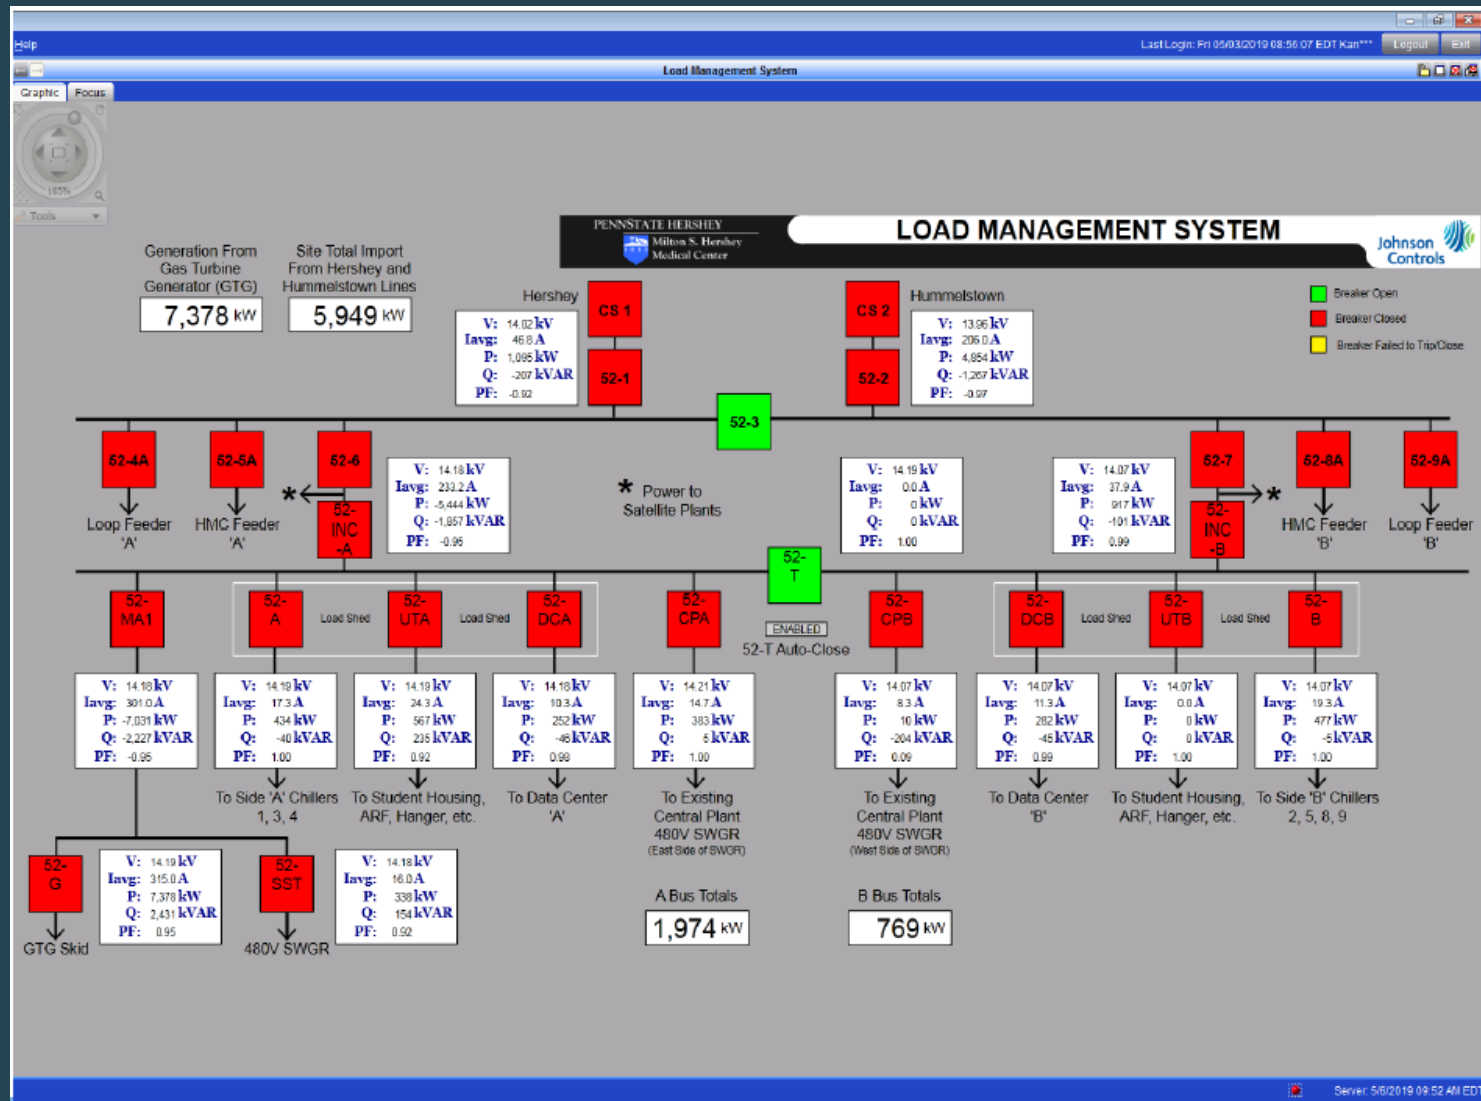 Help
Last Login: Fri 05/03/2019 08:56:07 EDT Kan***
Logout
Exit
Load Management System
Graphic
Focus
165%
Tools
PENNSTATE HERSHEY
Milton S. Hershey
Medical Center
LOAD MANAGEMENT SYSTEM
Johnson
Controls
Generation From
Gas Turbine
Generator (GTG)
7,378 kW
Site Total Import
From Hershey and
Hummelstown Lines
5,949 kW
Hershey
V: 14.02 kV
Iavg: 46.8 A
P: 1,095 kW
Q: -207 kVAR
PF: -0.92
CS 1
52-1
CS 2
52-2
Hummelstown
V: 13.96 kV
Iavg: 206.0 A
P: 4,854 kW
Q: -1,267 kVAR
PF: -0.97
Breaker Open
Breaker Closed
Breaker Failed to Trip/Close
52-3
52-4A
Loop Feeder
'A'
52-5A
HMC Feeder
'A'
52-6
*
52-
INC
-A
V: 14.18 kV
Iavg: 233.2 A
P: -5,444 kW
Q: -1,857 kVAR
PF: -0.95
* Power to
Satellite Plants
V: 14.19 kV
Iavg: 0.0 A
P: 0 kW
Q: 0 kVAR
PF: 1.00
V: 14.07 kV
Iavg: 37.9 A
P: 917 kW
Q: -101 kVAR
PF: 0.99
52-7
*
52-
INC
-B
52-8A
HMC Feeder
'B'
52-9A
Loop Feeder
'B'
52-
T
ENABLED
52-T Auto-Close
52-
MA1
52-
A
Load Shed
52-
UTA
Load Shed
52-
DCA
52-
CPA
52-
CPB
52-
DCB
Load Shed
52-
UTB
Load Shed
52-
B
V: 14.18 kV
Iavg: 301.0 A
P: -7,031 kW
Q: -2,227 kVAR
PF: -0.95
V: 14.19 kV
Iavg: 17.3 A
P: 434 kW
Q: -40 kVAR
PF: 1.00
To Side 'A' Chillers
1, 3, 4
V: 14.19 kV
Iavg: 24.3 A
P: 567 kW
Q: 235 kVAR
PF: 0.92
To Student Housing,
ARF, Hanger, etc.
V: 14.18 kV
Iavg: 10.3 A
P: 252 kW
Q: -46 kVAR
PF: 0.98
To Data Center
'A'
V: 14.21 kV
Iavg: 14.7 A
P: 383 kW
Q: 5 kVAR
PF: 1.00
To Existing
Central Plant
480V SWGR
(East Side of SWGR)
V: 14.07 kV
Iavg: 8.3 A
P: 10 kW
Q: -204 kVAR
PF: 0.09
To Existing
Central Plant
480V SWGR
(West Side of SWGR)
V: 14.07 kV
Iavg: 11.3 A
P: 282 kW
Q: -45 kVAR
PF: 0.99
To Data Center
'B'
V: 14.07 kV
Iavg: 0.0 A
P: 0 kW
Q: 0 kVAR
PF: 1.00
To Student Housing,
ARF, Hanger, etc.
V: 14.07 kV
Iavg: 19.3 A
P: 477 kW
Q: -5 kVAR
PF: 1.00
To Side 'B' Chillers
2, 5, 8, 9
52-
G
GTG Skid
V: 14.19 kV
Iavg: 315.0 A
P: 7,378 kW
Q: 2,431 kVAR
PF: 0.95
52-
SST
480V SWGR
V: 14.18 kV
Iavg: 16.0 A
P: 338 kW
Q: 154 kVAR
PF: 0.92
A Bus Totals
1,974 kW
B Bus Totals
769 kW
Server: 5/6/2019 09:52 AM EDT